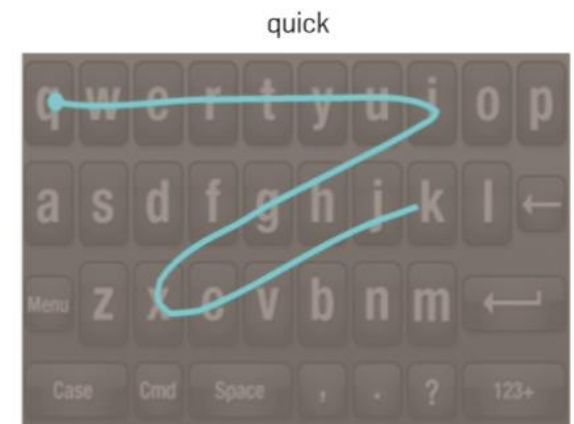 quick
q w e r t y u i o p
a s d f g h j k l ←
Menu z x c v b n m
Case Cmd Space , . ? 123+